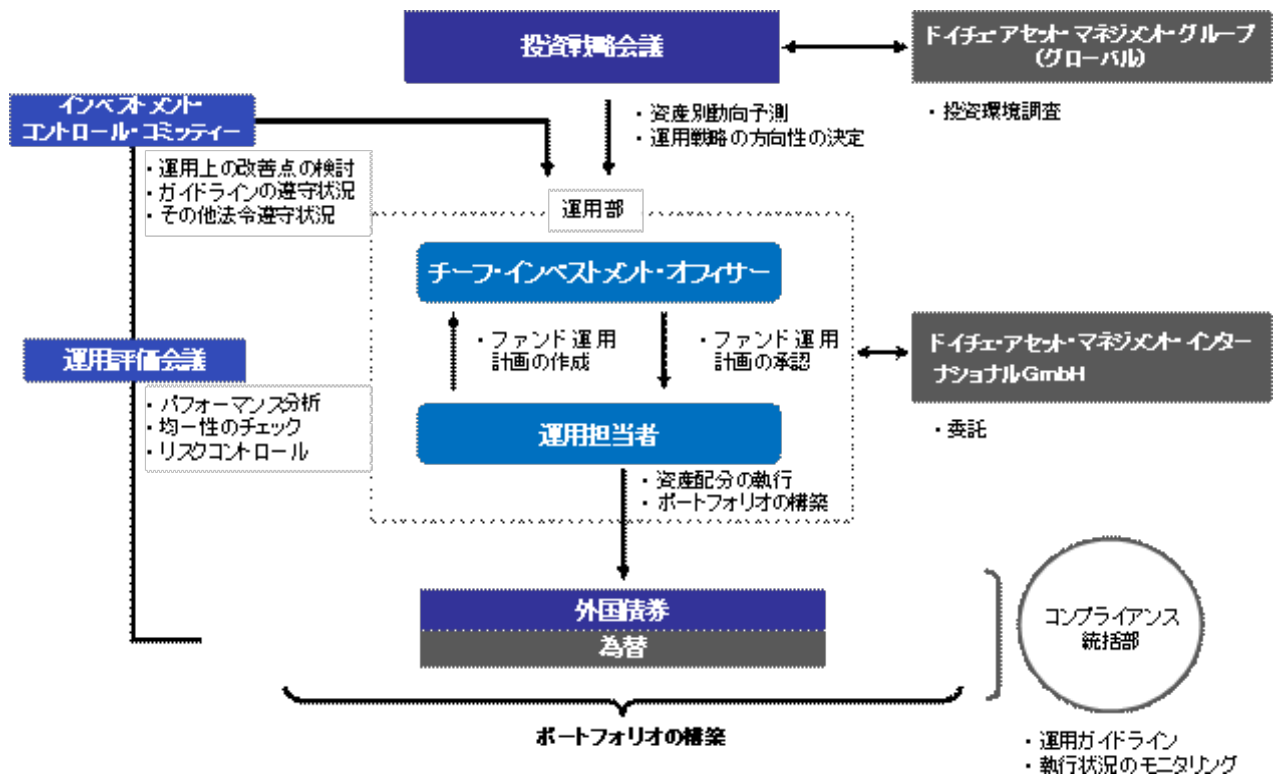 投資戦略会議
ドイチェ・アセット・マネジメント・グループ
(グローバル)
・投資環境調査
インベストメント・
コントロール・コミッティー
・資産別動向予測
・運用戦略の方向性の決定
・運用上の改善点の検討
・ガイドラインの遵守状況
・その他法令遵守状況
運用部
チーフ・インベストメント・オフィサー
・ファンド運用
計画の作成
・ファンド運用
計画の承認
運用評価会議
・パフォーマンス分析
・均一性のチェック
・リスクコントロール
ドイチェ・アセット・マネジメント・インター
ナショナルGmbH
・委託
運用担当者
・資産配分の執行
・ポートフォリオの構築
外国債券
為替
コンプライアンス
統括部
ポートフォリオの構築
・運用ガイドライン
・執行状況のモニタリング